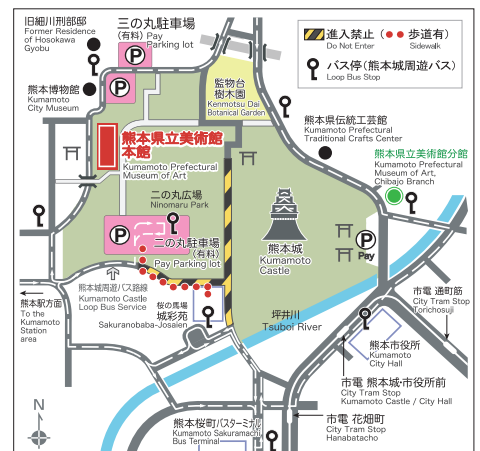 旧細川刑部邸
Former Residence
of Hosokawa
Gyobu
三の丸駐車場
(有料) Pay
Parking lot
P
P
進入禁止
Do Not Enter
歩道有)
Sidewalk
バス停(熊本城周遊バス)
Loop Bus Stop
熊本博物館
Kumamoto
City Museum
監物台
樹木園
Kenmotsu Dai
Botanical Garden
熊本県伝統工芸館
Kumamoto Prefectural
Traditional Crafts Center
熊本県立美術館
本館
Kumamoto Prefectural
Museum of Art
熊本県立美術館分館
Kumamoto Prefectural
Museum of Art,
Chibajo Branch
二の丸広場
Ninomaru Park
P
二の丸駐車場
(有料)
Pay Parking lot
熊本城
Kumamoto
Castle
P
Pay
熊本城周遊バス路線
Kumamoto Castle
Loop Bus Service
熊本駅方面
To the
Kumamoto
Station
area
桜の馬場
城彩苑
Sakuranobaba-Josaien
坪井川
Tsuboi River
市電 通町筋
City Tram Stop
Torichosuji
熊本市役所
Kumamoto
City Hall
市電 熊本城・市役所前
City Tram Stop
Kumamoto Castle / City Hall
市電 花畑町
City Tram Stop
Hanabatacho
熊本桜町バスターミナル
Kumamoto Sakuramachi
Bus Terminal
N